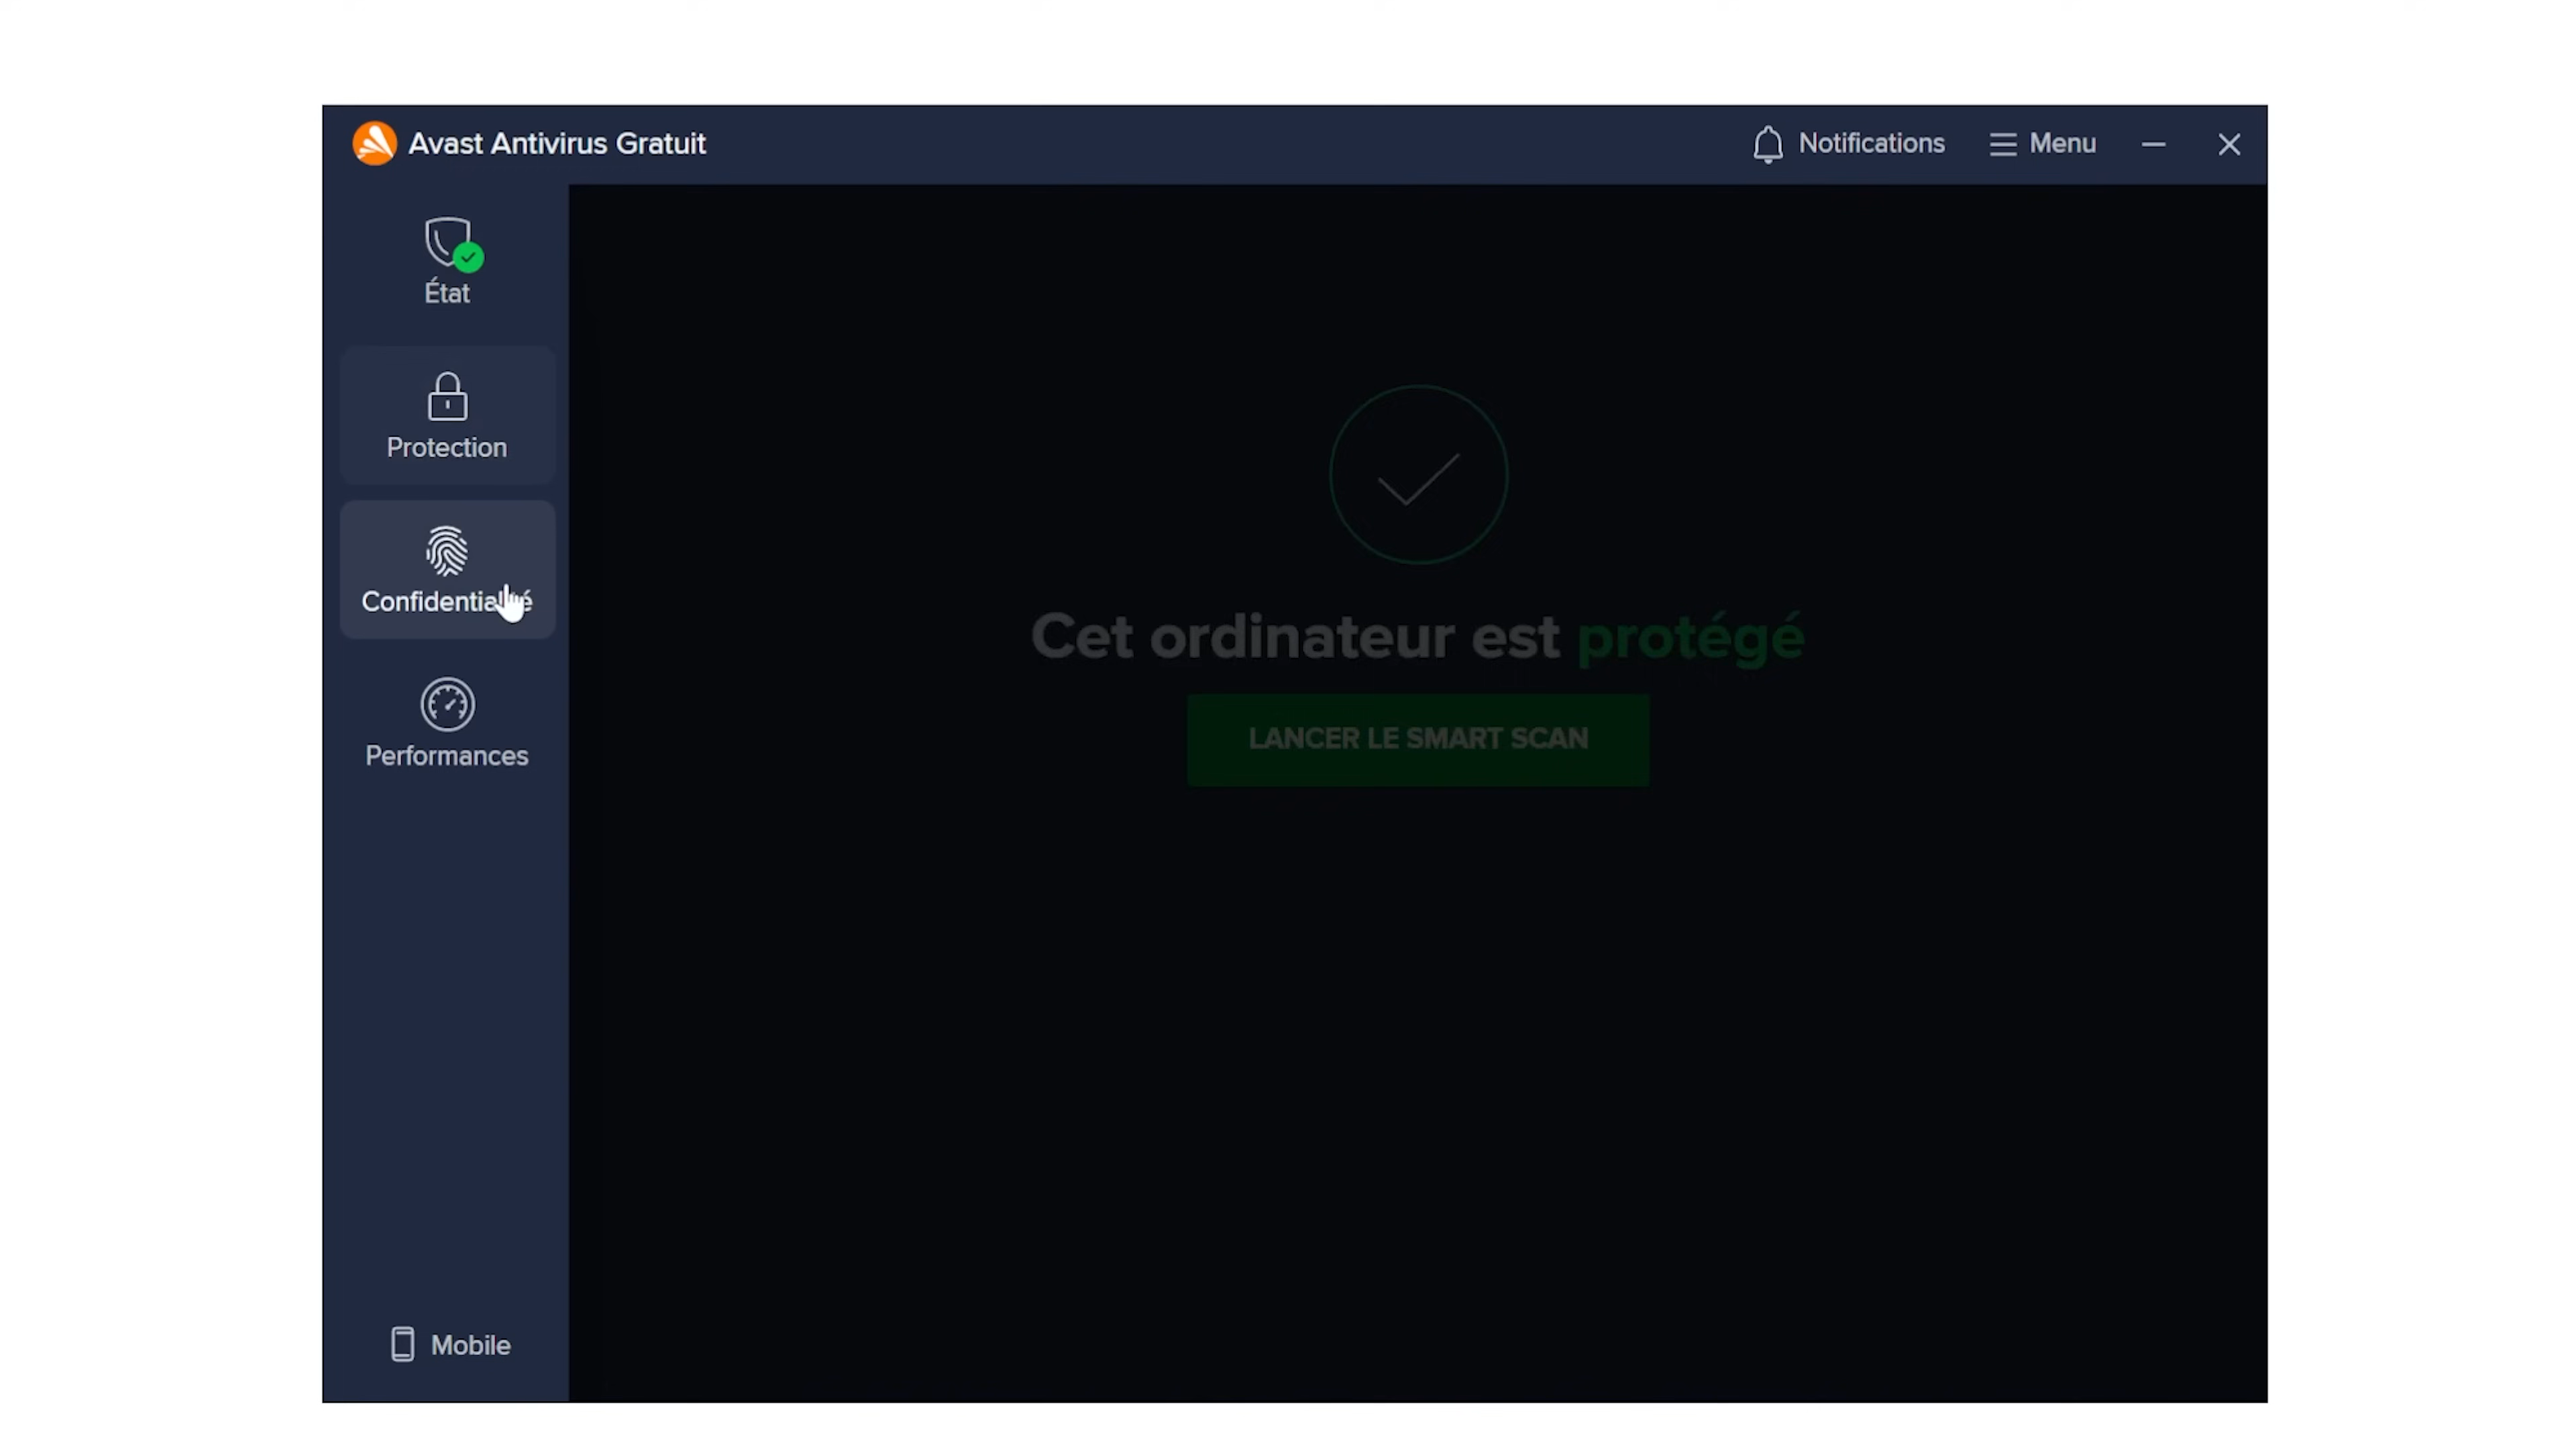 Avast Antivirus Gratuit
Notifications
Menu
État
Protection
Confidentialité
Performances
Mobile
Cet ordinateur est protégé
LANCER LE SMART SCAN